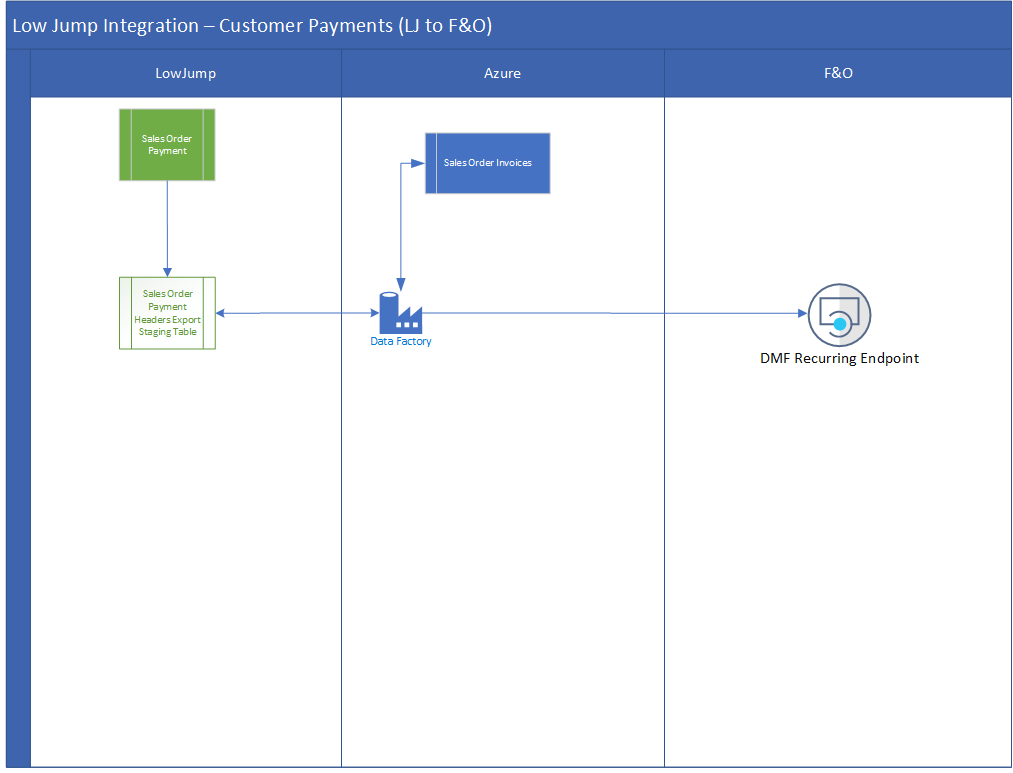 Low Jump Integration – Customer Payments (LJ to F&O)
LowJump
Azure
F&O
Sales Order
Payment
Sales Order Invoices
Sales Order
Payment
Headers Export
Staging Table
Data Factory
DMF Recurring Endpoint